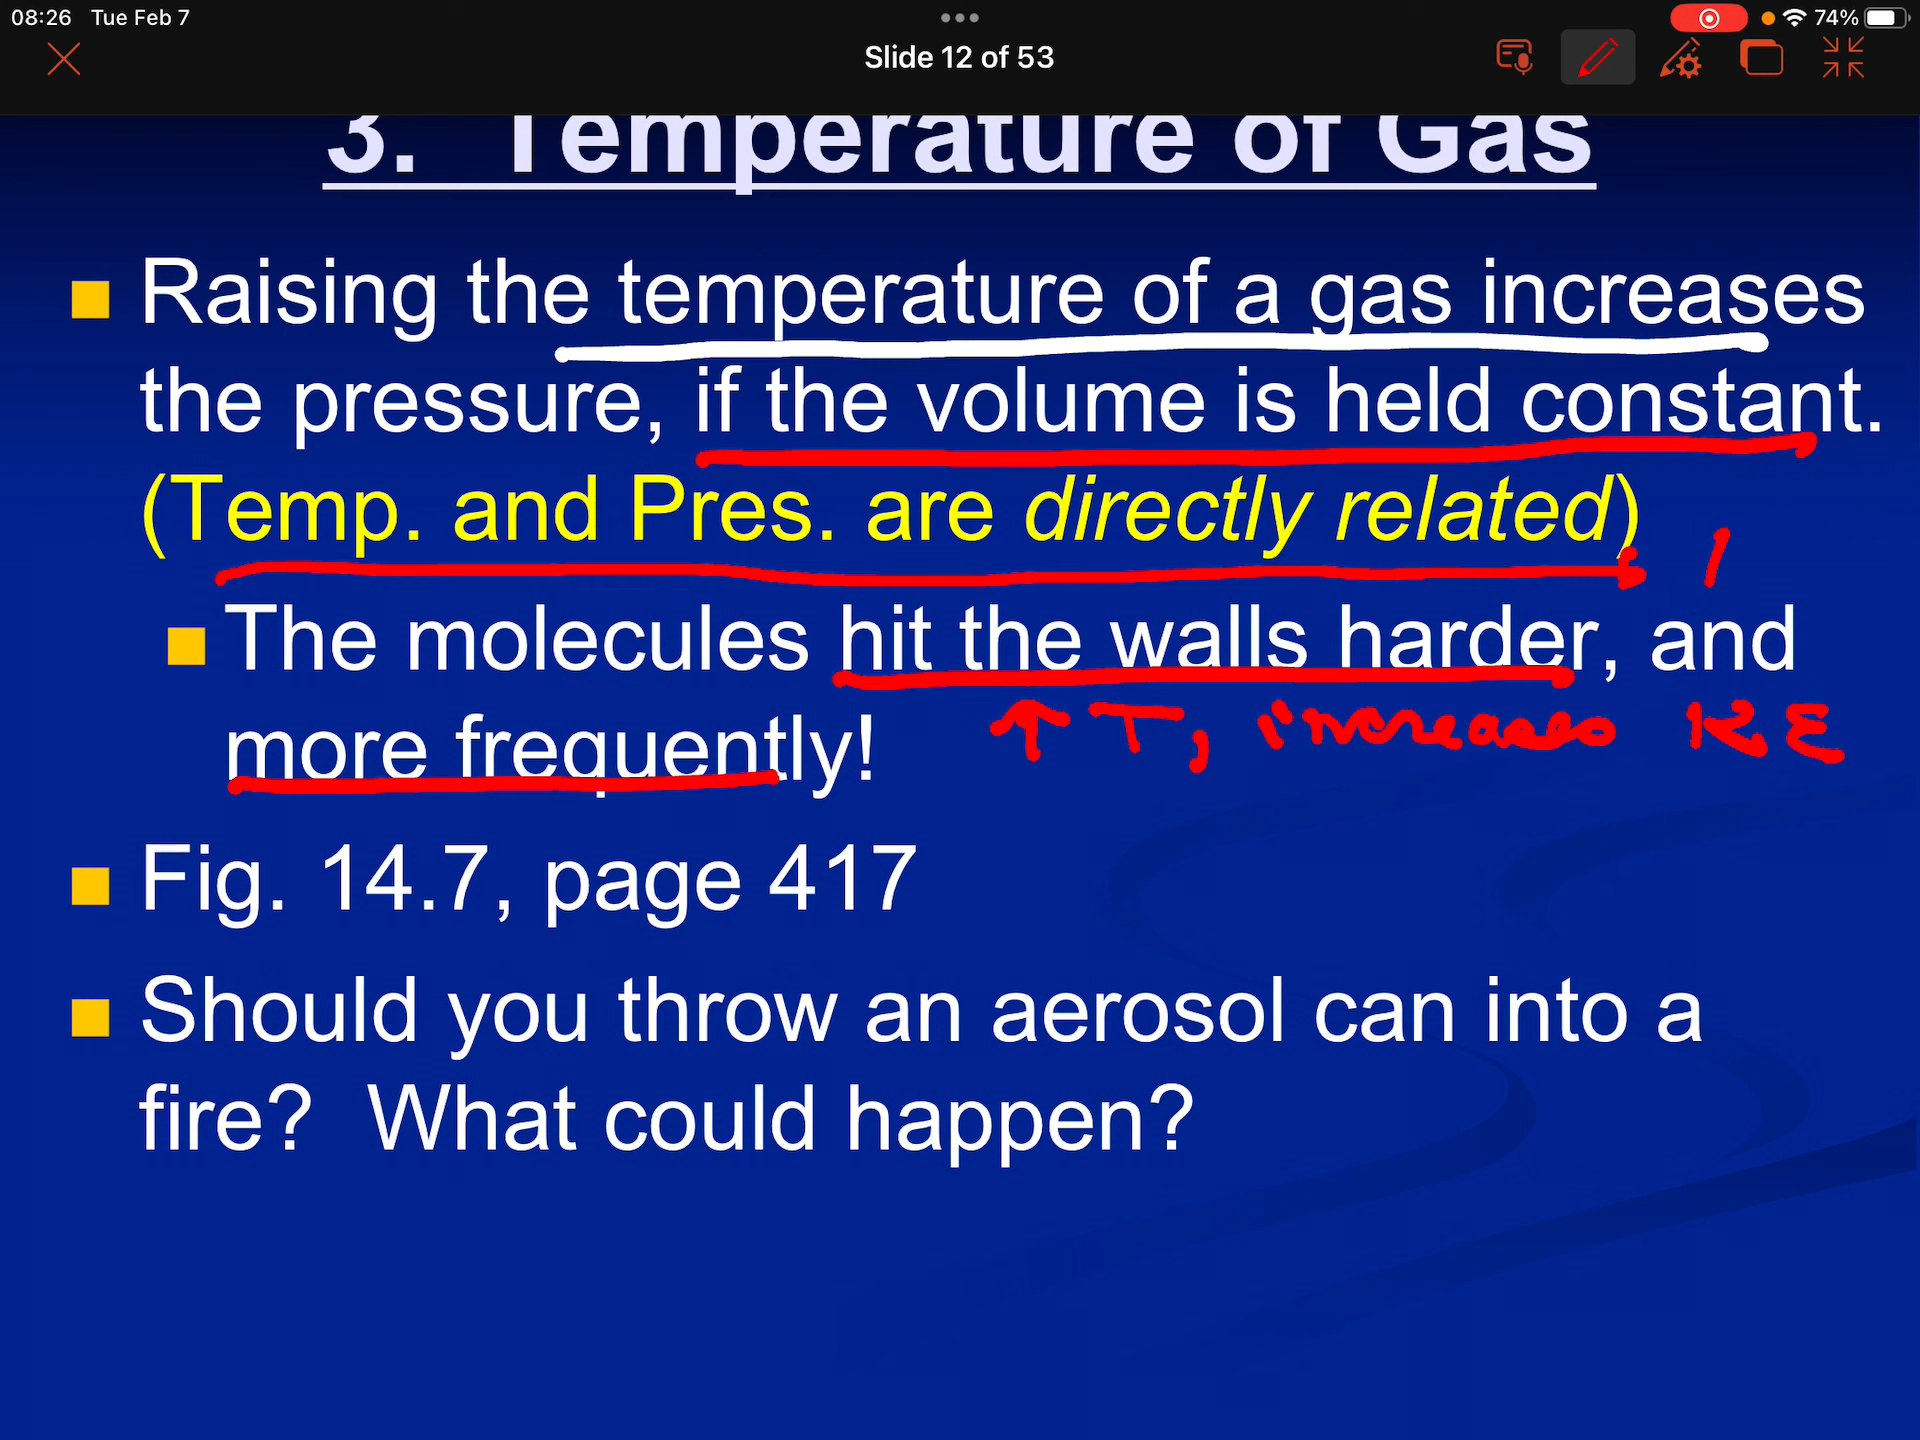 08:26 Tue Feb 7
74%
Slide 12 of 53
3. Temperature of Gas
Raising the temperature of a gas increases
the pressure, if the volume is held constant.
(Temp. and Pres. are directly related)
The molecules hit the walls harder, and
more frequently!
↑ T, increases KE
Fig. 14.7, page 417
Should you throw an aerosol can into a
fire? What could happen?